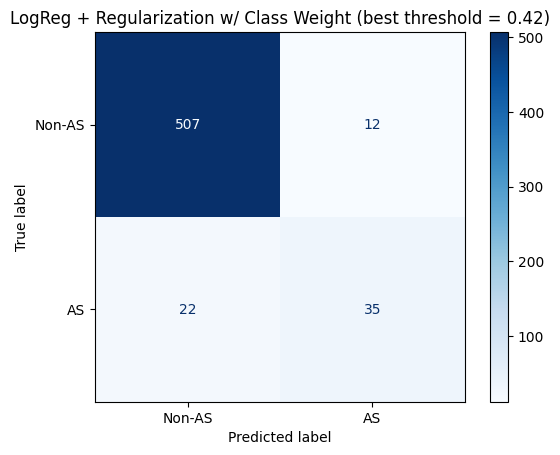 LogReg + Regularization w/ Class Weight (best threshold = 0.42)
500
Non-AS
507
12
400
True label
300
200
AS
22
35
100
Non-AS
AS
Predicted label